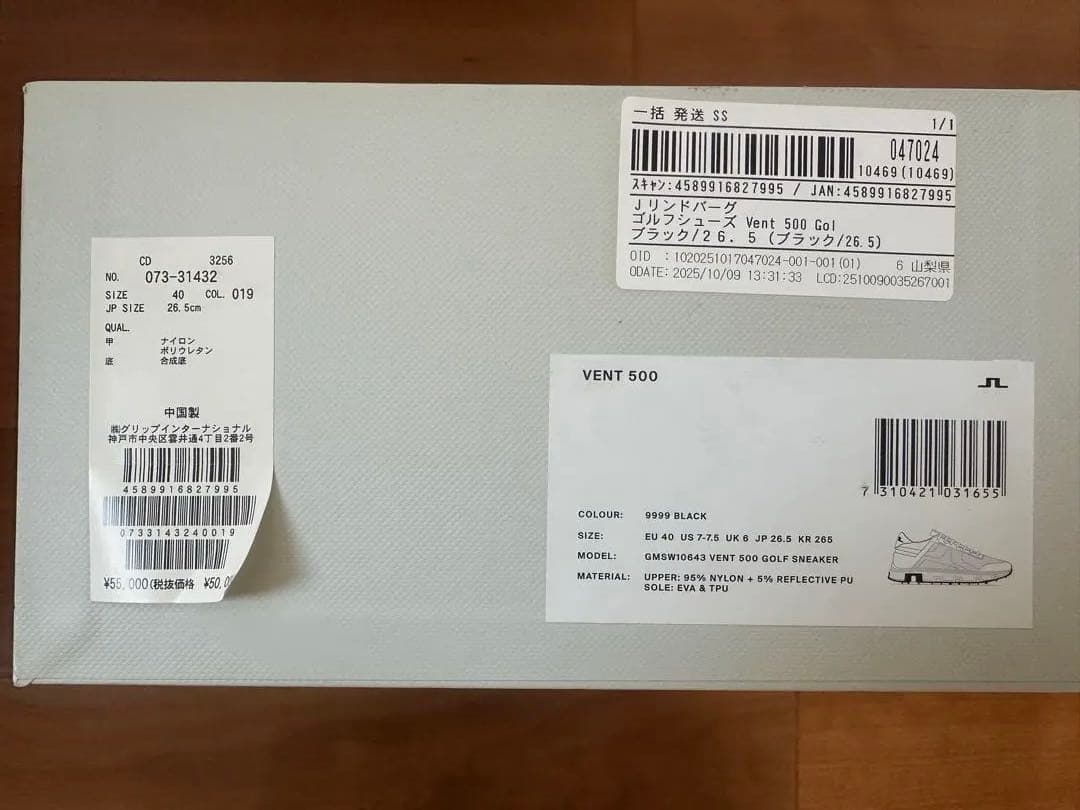 一括 発送 SS
1/1
047024
10469(10469)
スキャン:4589916827995 / JAN:4589916827995
Jリンドバーグ
ゴルフシューズ Vent 500 Gol
ブラック/26.5(ブラック/26.5)
OID :1020251017047024-001-001(01) 6 山梨県
ODATE: 2025/10/09 13:31:33 LCD:2510090035267001
CD 3256
NO. 073-31432
SIZE 40 COL. 019
JP SIZE 26.5cm
QUAL.
甲 ナイロン
ポリウレタン
底 合成底
中国製
㈱グリップインターナショナル
神戸市中央区雲井通4丁目2番2号
4589916827995
0733143240019
¥55,000(税抜価格 ¥50,0
VENT 500
7 310421 031655
COLOUR: 9999 BLACK
SIZE: EU 40 US 7-7.5 UK 6 JP 26.5 KR 265
MODEL: GMSW10643 VENT 500 GOLF SNEAKER
MATERIAL: UPPER: 95% NYLON + 5% REFLECTIVE PU
SOLE: EVA & TPU